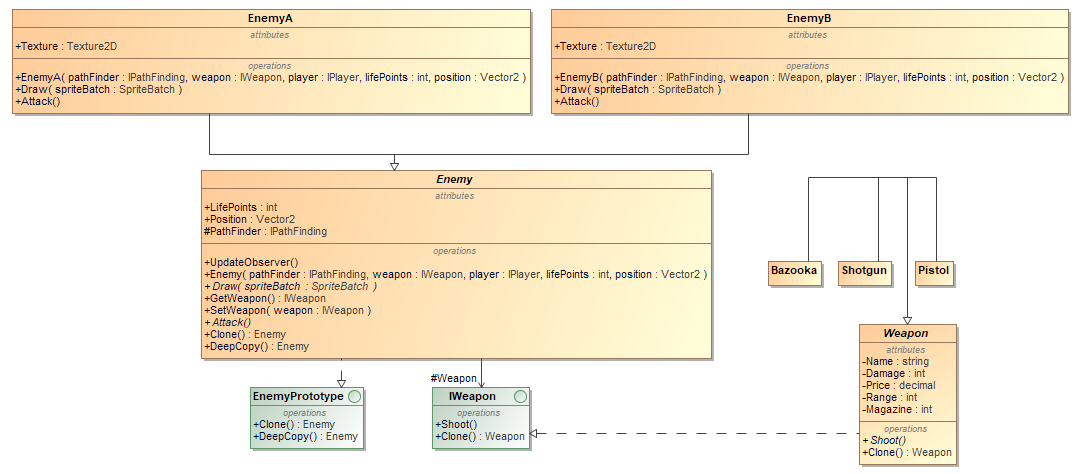 EnemyA
attributes
+Texture : Texture2D
operations
+EnemyA( pathFinder : IPathFinding, weapon : IWeapon, player : IPlayer, lifePoints : int, position : Vector2 )
+Draw( spriteBatch : SpriteBatch )
+Attack()
EnemyB
attributes
+Texture : Texture2D
operations
+EnemyB( pathFinder : IPathFinding, weapon : IWeapon, player : IPlayer, lifePoints : int, position : Vector2 )
+Draw( spriteBatch : SpriteBatch )
+Attack()
Enemy
attributes
+LifePoints : int
+Position : Vector2
#PathFinder : IPathFinding
operations
+UpdateObserver()
+Enemy( pathFinder : IPathFinding, weapon : IWeapon, player : IPlayer, lifePoints : int, position : Vector2 )
+Draw( spriteBatch : SpriteBatch )
+GetWeapon() : IWeapon
+SetWeapon( weapon : IWeapon )
+Attack()
+Clone() : Enemy
+DeepCopy() : Enemy
Bazooka
Shotgun
Pistol
Weapon
attributes
-Name : string
-Damage : int
-Price : decimal
-Range : int
-Magazine : int
operations
+Shoot()
+Clone() : Weapon
#Weapon
EnemyPrototype
operations
+Clone() : Enemy
+DeepCopy() : Enemy
IWeapon
operations
+Shoot()
+Clone() : Weapon